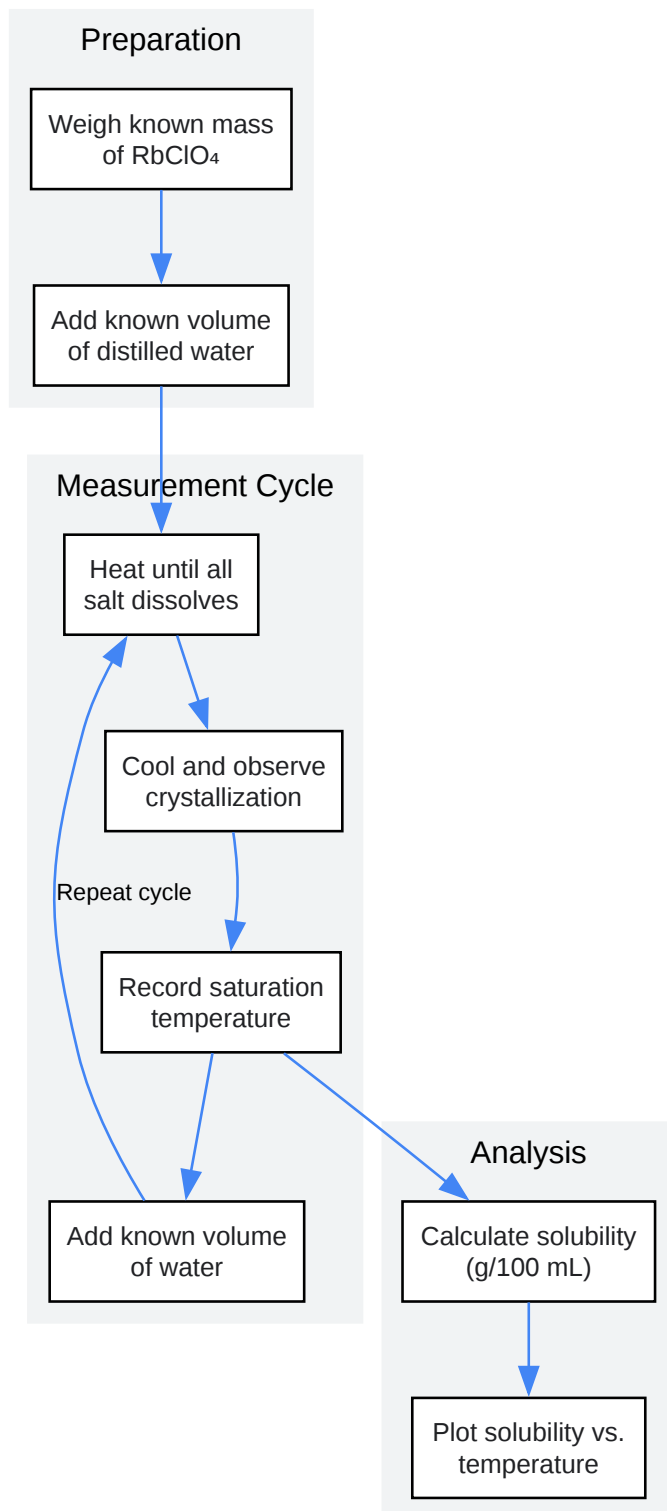 Preparation
Weigh known mass
of RbClO₄
Add known volume
of distilled water
Measurement Cycle
Heat until all
salt dissolves
Cool and observe
crystallization
Repeat cycle
Record saturation
temperature
Add known volume
of water
Analysis
Calculate solubility
(g/100 mL)
Plot solubility vs.
temperature